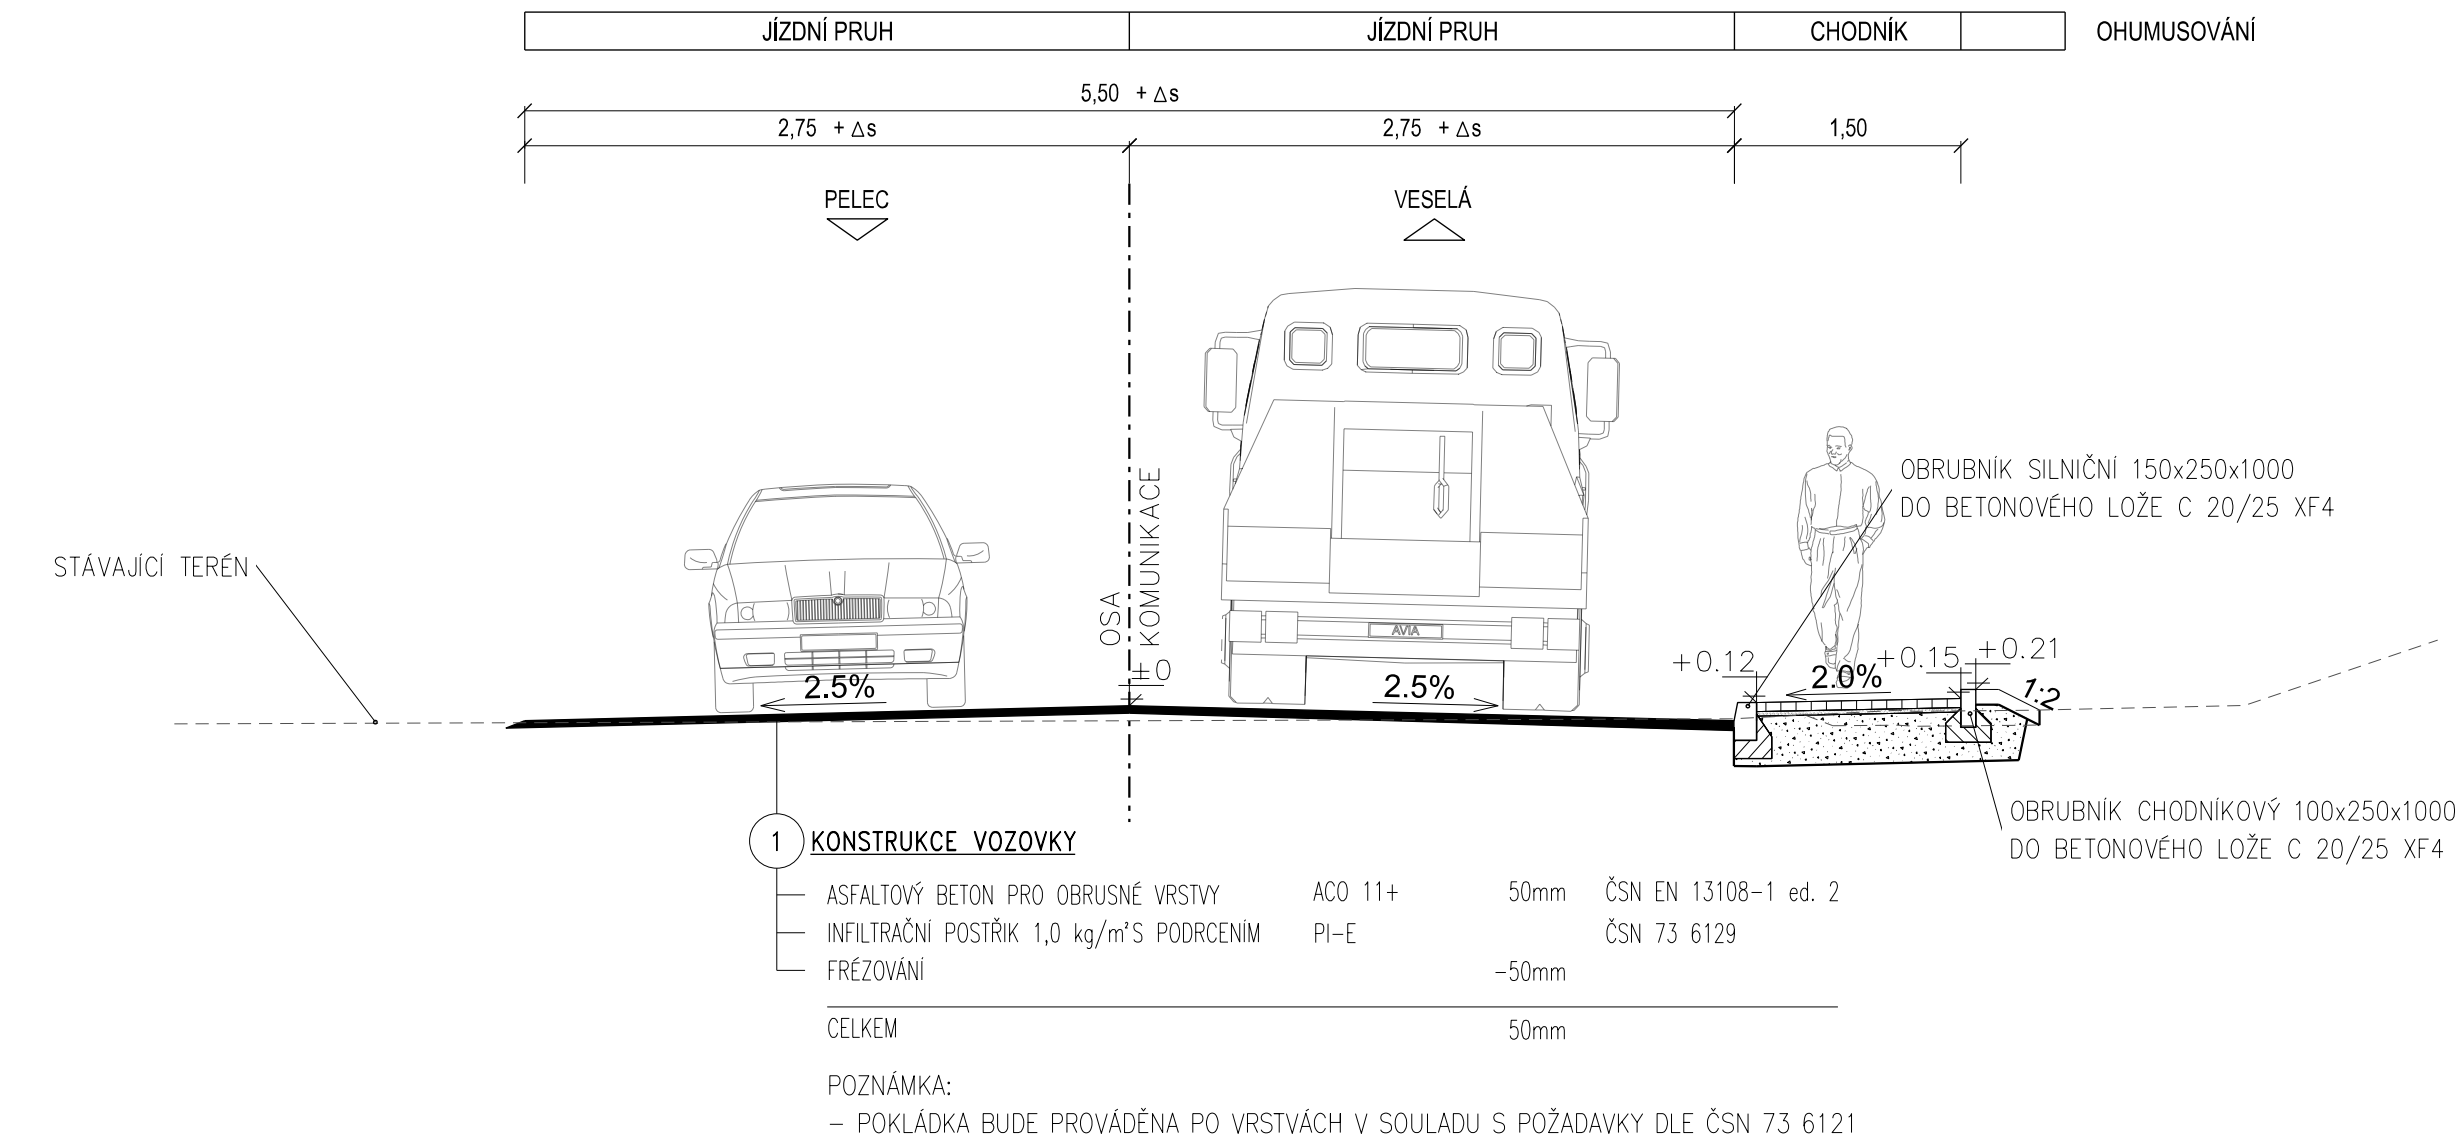 JÍZDNÍ PRUH JÍZDNÍ PRUH CHODNÍK OHUMUSOVÁNÍ
5,50 + Δs
2,75 + Δs 2,75 + Δs 1,50
PELEC VESELÁ
OBRUBNÍK SILNIČNÍ 150x250x1000
DO BETONOVÉHO LOŽE C 20/25 XF4
STÁVAJÍCÍ TERÉN
OSA
KOMUNIKACE
AVIA
±0
+0.12 +0.15 +0.21
2.5% 2.5% 2.0% 1:2
OBRUBNÍK CHODNÍKOVÝ 100x250x1000
DO BETONOVÉHO LOŽE C 20/25 XF4
1 KONSTRUKCE VOZOVKY
ASFALTOVÝ BETON PRO OBRUSNÉ VRSTVY ACO 11+ 50mm ČSN EN 13108-1 ed. 2
INFILTRAČNÍ POSTŘIK 1,0 kg/m²S PODRCENÍM PI-E ČSN 73 6129
FRÉZOVÁNÍ -50mm
CELKEM 50mm
POZNÁMKA:
- POKLÁDKA BUDE PROVÁDĚNA PO VRSTVÁCH V SOULADU S POŽADAVKY DLE ČSN 73 6121